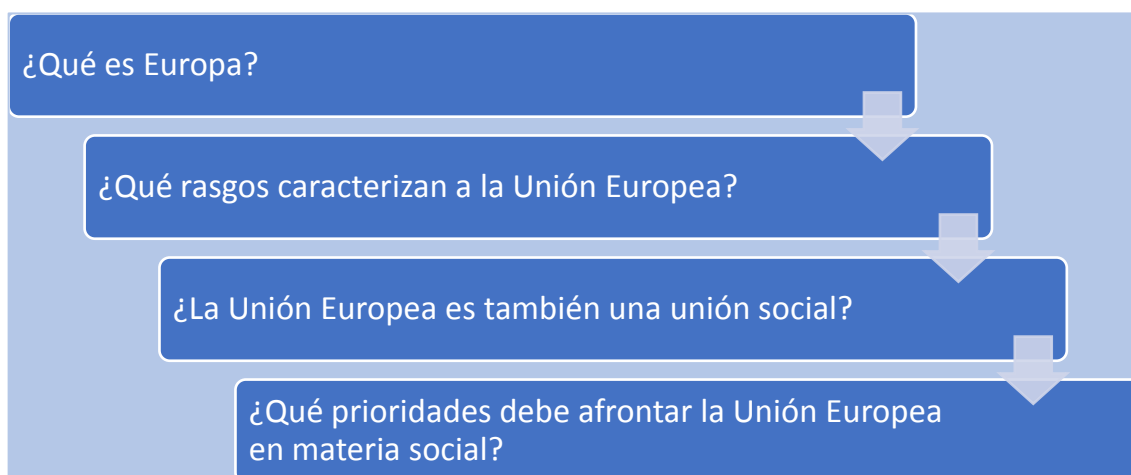 ¿Qué es Europa?
¿Qué rasgos caracterizan a la Unión Europea?
¿La Unión Europea es también una unión social?
¿Qué prioridades debe afrontar la Unión Europea
en materia social?